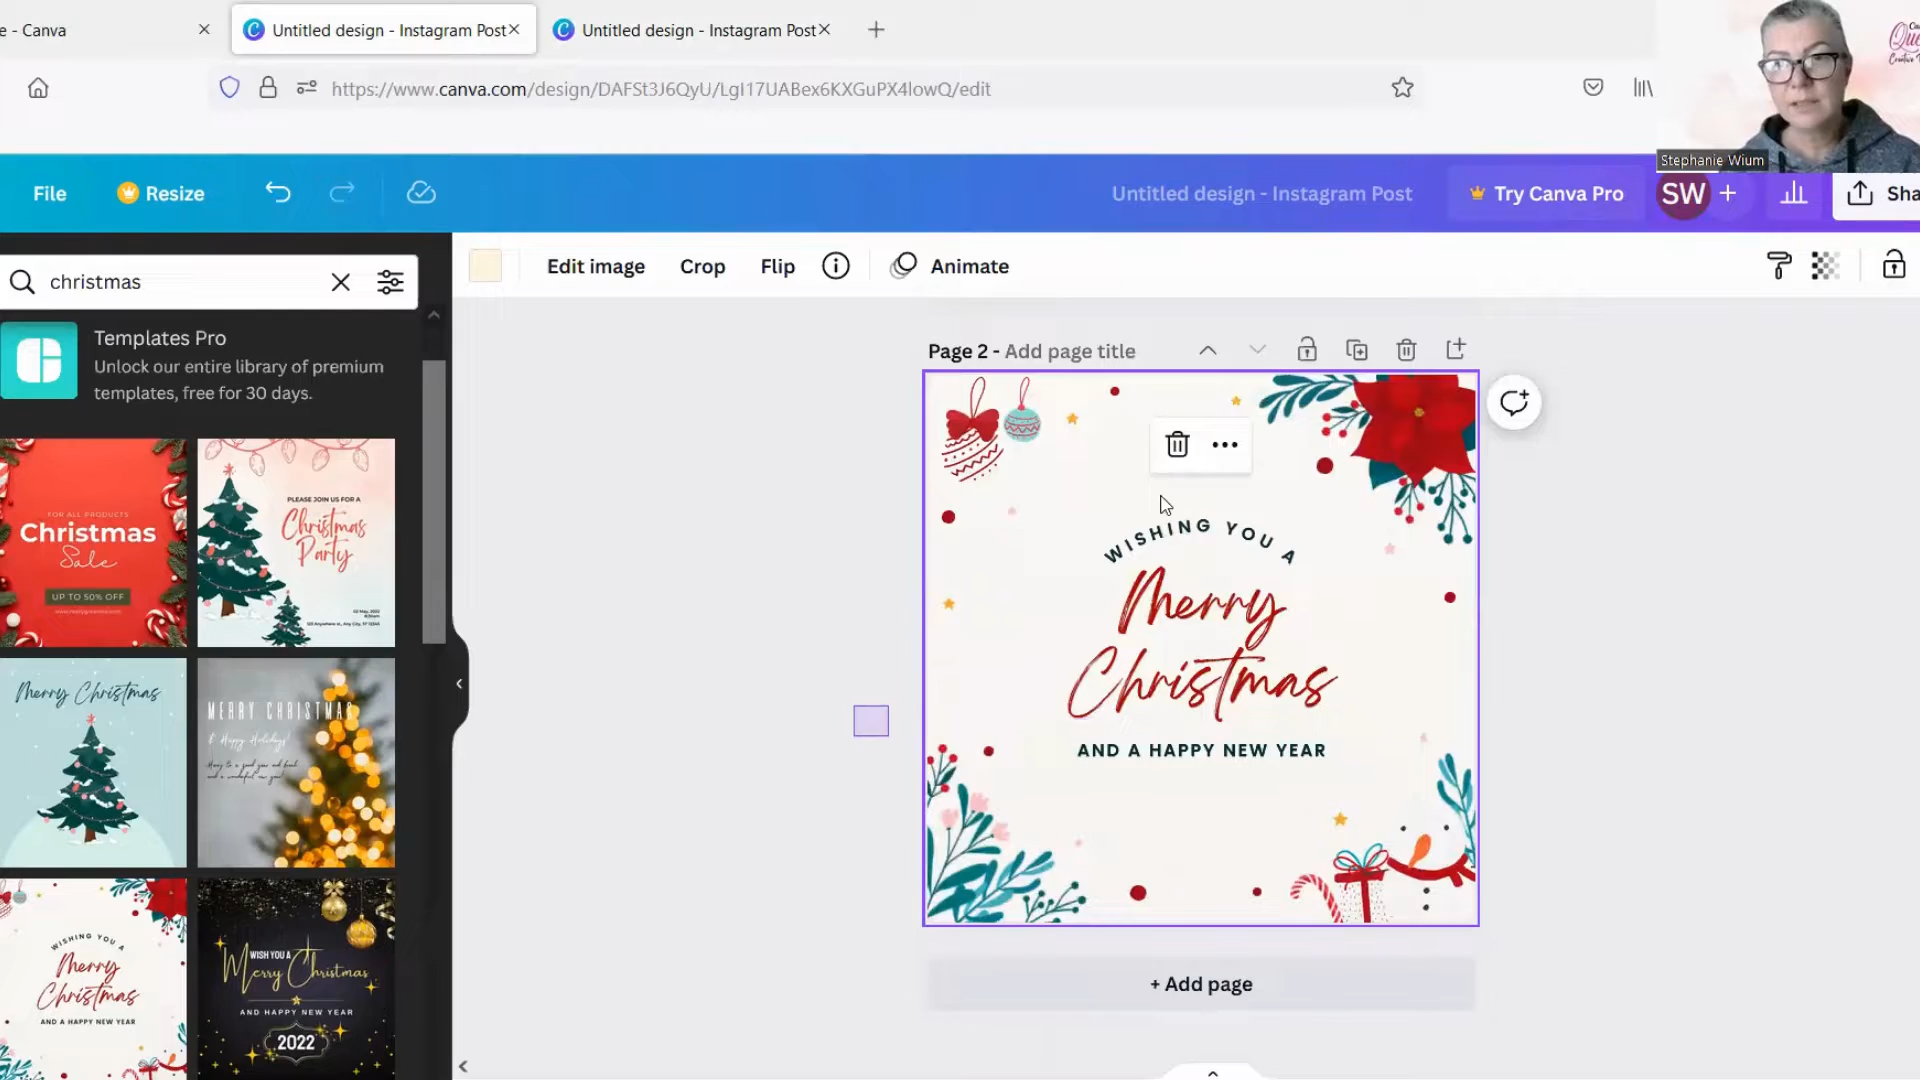 e - Canva
Untitled design - Instagram Post
Untitled design - Instagram Post
https://www.canva.com/design/DAFSt3J6QyU/LgI17UABex6KXGuPX4lowQ/edit
Stephanie Wium
File
Resize
Untitled design - Instagram Post
Try Canva Pro
SW
Sha
christmas
Edit image
Crop
Flip
Animate
Templates Pro
Unlock our entire library of premium
templates, free for 30 days.
Page 2 - Add page title
FOR ALL PRODUCTS
Christmas
Sale
UP TO 50% OFF
PLEASE JOIN US FOR A
Christmas
Party
Merry Christmas
MERRY CHRISTMAS
& Happy Holidays!
WISHING YOU A
Merry
Christmas
AND A HAPPY NEW YEAR
WISH YOU A
Merry Christmas
AND HAPPY NEW YEAR
2022
WISHING YOU A
Merry
Christmas
AND A HAPPY NEW YEAR
+ Add page